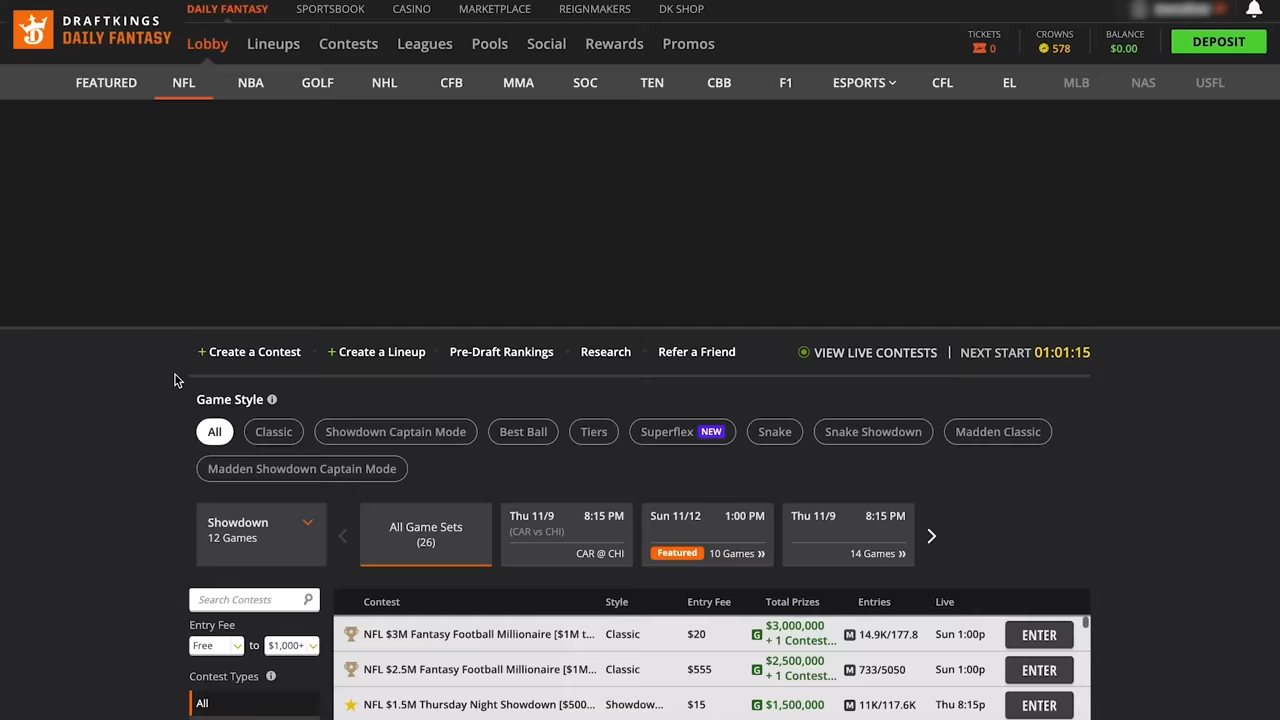 DRAFTKINGS
DAILY FANTASY
DAILY FANTASY SPORTSBOOK CASINO MARKETPLACE REIGNMAKERS DK SHOP
Lobby Lineups Contests Leagues Pools Social Rewards Promos
TICKETS CROWNS BALANCE
0 578 $0.00
DEPOSIT
FEATURED NFL NBA GOLF NHL CFB MMA SOC TEN CBB F1 ESPORTS CFL EL MLB NAS USFL
+ Create a Contest + Create a Lineup Pre-Draft Rankings Research Refer a Friend VIEW LIVE CONTESTS | NEXT START 01:01:15
Game Style
All Classic Showdown Captain Mode Best Ball Tiers Superflex NEW Snake Snake Showdown Madden Classic
Madden Showdown Captain Mode
Showdown
12 Games
All Game Sets
(26)
Thu 11/9 8:15 PM
(CAR vs CHI)
CAR @ CHI
Sun 11/12 1:00 PM
Featured 10 Games »
Thu 11/9 8:15 PM
14 Games »
Search Contests
Entry Fee
Free to $1,000+
Contest Types
All
Contest Style Entry Fee Total Prizes Entries Live
NFL $3M Fantasy Football Millionaire [$1M t... Classic $20 G $3,000,000 + 1 Contest... M 14.9K/177.8 Sun 1:00p ENTER
NFL $2.5M Fantasy Football Millionaire [$1M... Classic $555 G $2,500,000 + 1 Contest... M 733/5050 Sun 1:00p ENTER
NFL $1.5M Thursday Night Showdown [$500... Showdow... $15 G $1,500,000 M 11K/117.6K Thu 8:15p ENTER